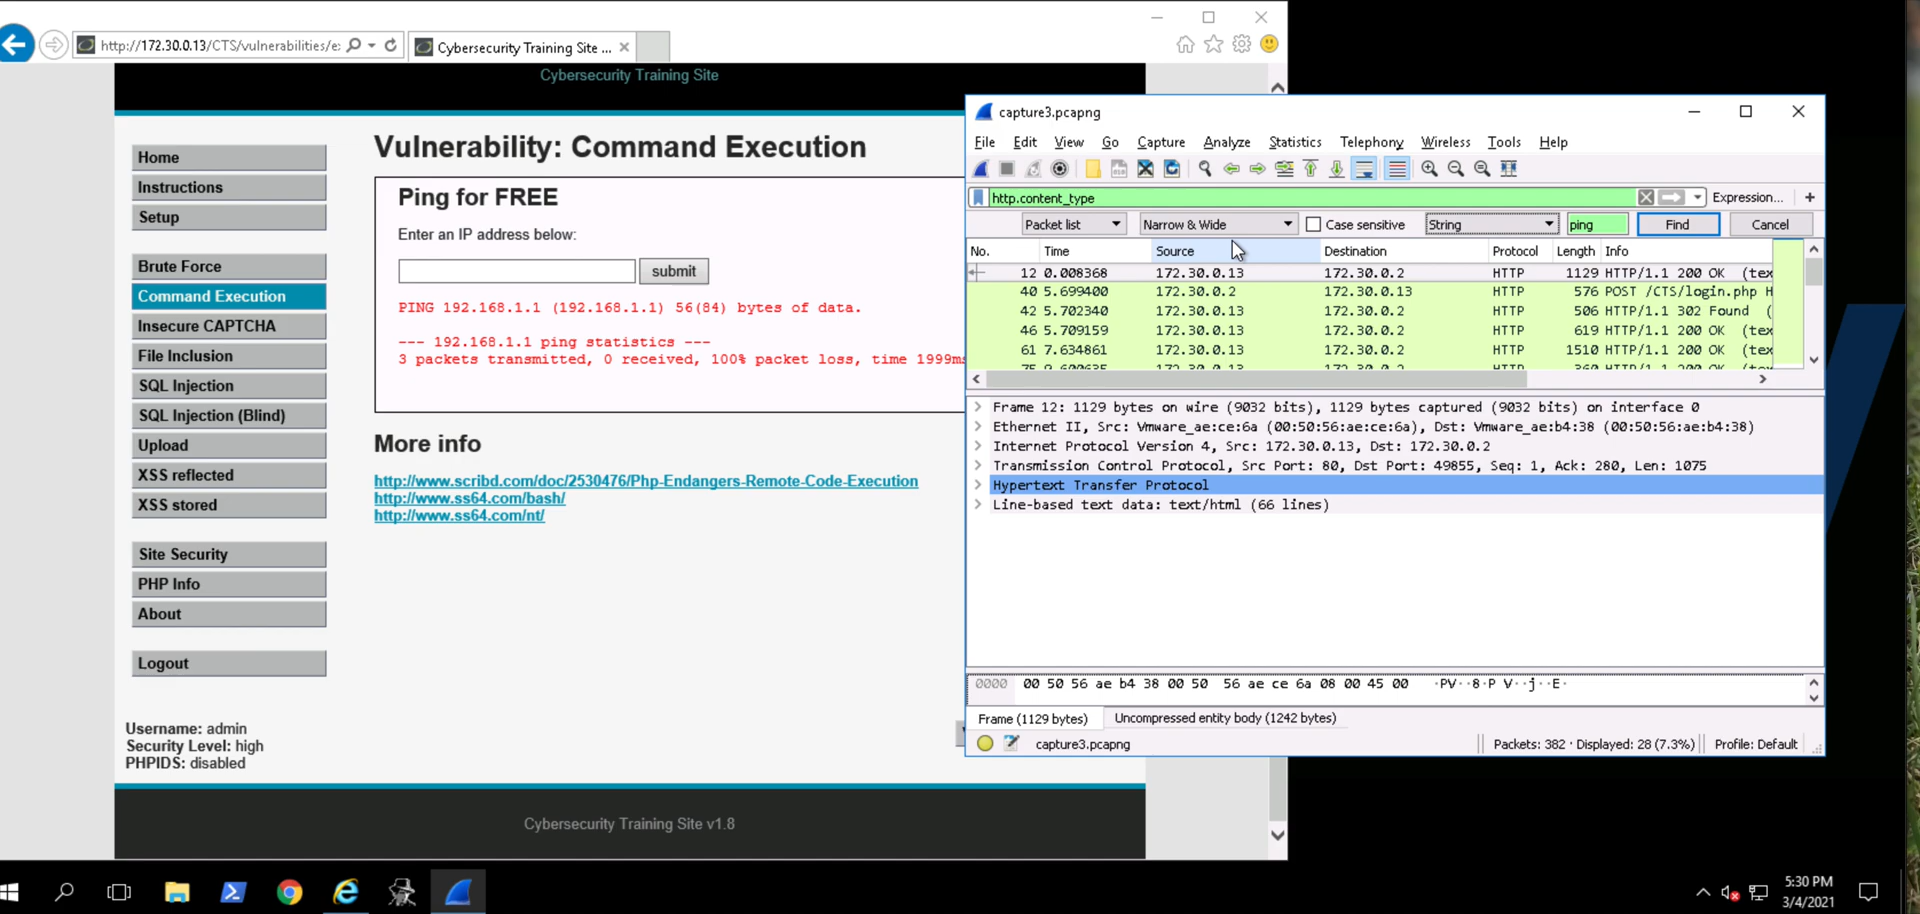 http://172.30.0.13/CTS/vulnerabilities/e:
Cybersecurity Training Site ...
Cybersecurity Training Site
Home
Instructions
Setup
Brute Force
Command Execution
Insecure CAPTCHA
File Inclusion
SQL Injection
SQL Injection (Blind)
Upload
XSS reflected
XSS stored
Site Security
PHP Info
About
Logout
Vulnerability: Command Execution
Ping for FREE
Enter an IP address below:
submit
PING 192.168.1.1 (192.168.1.1) 56(84) bytes of data.
--- 192.168.1.1 ping statistics ---
3 packets transmitted, 0 received, 100% packet loss, time 1999ms
More info
http://www.scribd.com/doc/2530476/Php-Endangers-Remote-Code-Execution
http://www.ss64.com/bash/
http://www.ss64.com/nt/
Username: admin
Security Level: high
PHPIDS: disabled
Cybersecurity Training Site v1.8
capture3.pcapng
File Edit View Go Capture Analyze Statistics Telephony Wireless Tools Help
http.content_type Expression... +
Packet list Narrow & Wide Case sensitive String ping Find Cancel
No. Time Source Destination Protocol Length Info
12 0.008368 172.30.0.13 172.30.0.2 HTTP 1129 HTTP/1.1 200 OK (tex
40 5.699400 172.30.0.2 172.30.0.13 HTTP 576 POST /CTS/login.php H
42 5.702340 172.30.0.13 172.30.0.2 HTTP 506 HTTP/1.1 302 Found (
46 5.709159 172.30.0.13 172.30.0.2 HTTP 619 HTTP/1.1 200 OK (tex
61 7.634861 172.30.0.13 172.30.0.2 HTTP 1510 HTTP/1.1 200 OK (tex
75 9.600635 172.30.0.13 172.30.0.2 HTTP 360 HTTP/1.1 200 OK (tex
Frame 12: 1129 bytes on wire (9032 bits), 1129 bytes captured (9032 bits) on interface 0
Ethernet II, Src: Vmware_ae:ce:6a (00:50:56:ae:ce:6a), Dst: Vmware_ae:b4:38 (00:50:56:ae:b4:38)
Internet Protocol Version 4, Src: 172.30.0.13, Dst: 172.30.0.2
Transmission Control Protocol, Src Port: 80, Dst Port: 49855, Seq: 1, Ack: 280, Len: 1075
Hypertext Transfer Protocol
Line-based text data: text/html (66 lines)
0000 00 50 56 ae b4 38 00 50 56 ae ce 6a 08 00 45 00 ·PV··8·P V··j··E·
Frame (1129 bytes) Uncompressed entity body (1242 bytes)
capture3.pcapng Packets: 382 · Displayed: 28 (7.3%) Profile: Default
5:30 PM
3/4/2021